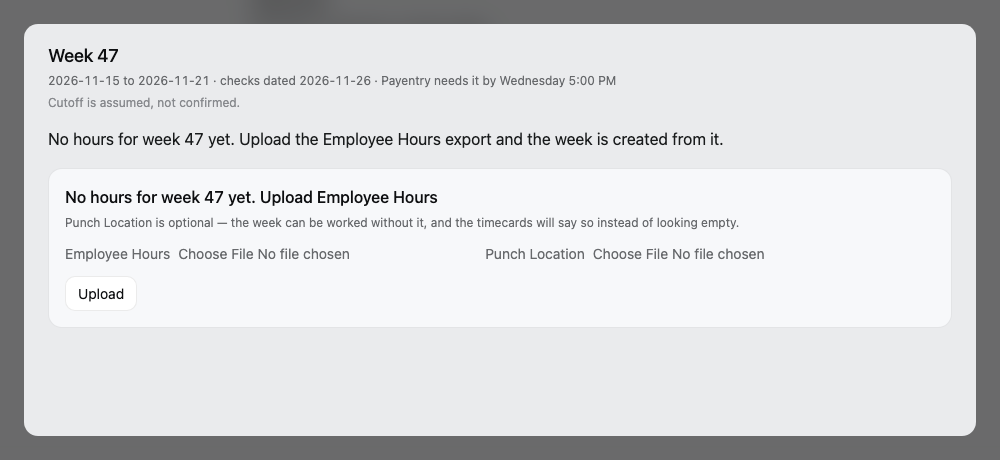 Week 47
2026-11-15 to 2026-11-21 · checks dated 2026-11-26 · Payentry needs it by Wednesday 5:00 PM
Cutoff is assumed, not confirmed.
No hours for week 47 yet. Upload the Employee Hours export and the week is created from it.
No hours for week 47 yet. Upload Employee Hours
Punch Location is optional — the week can be worked without it, and the timecards will say so instead of looking empty.
Employee Hours Choose File No file chosen Punch Location Choose File No file chosen
Upload